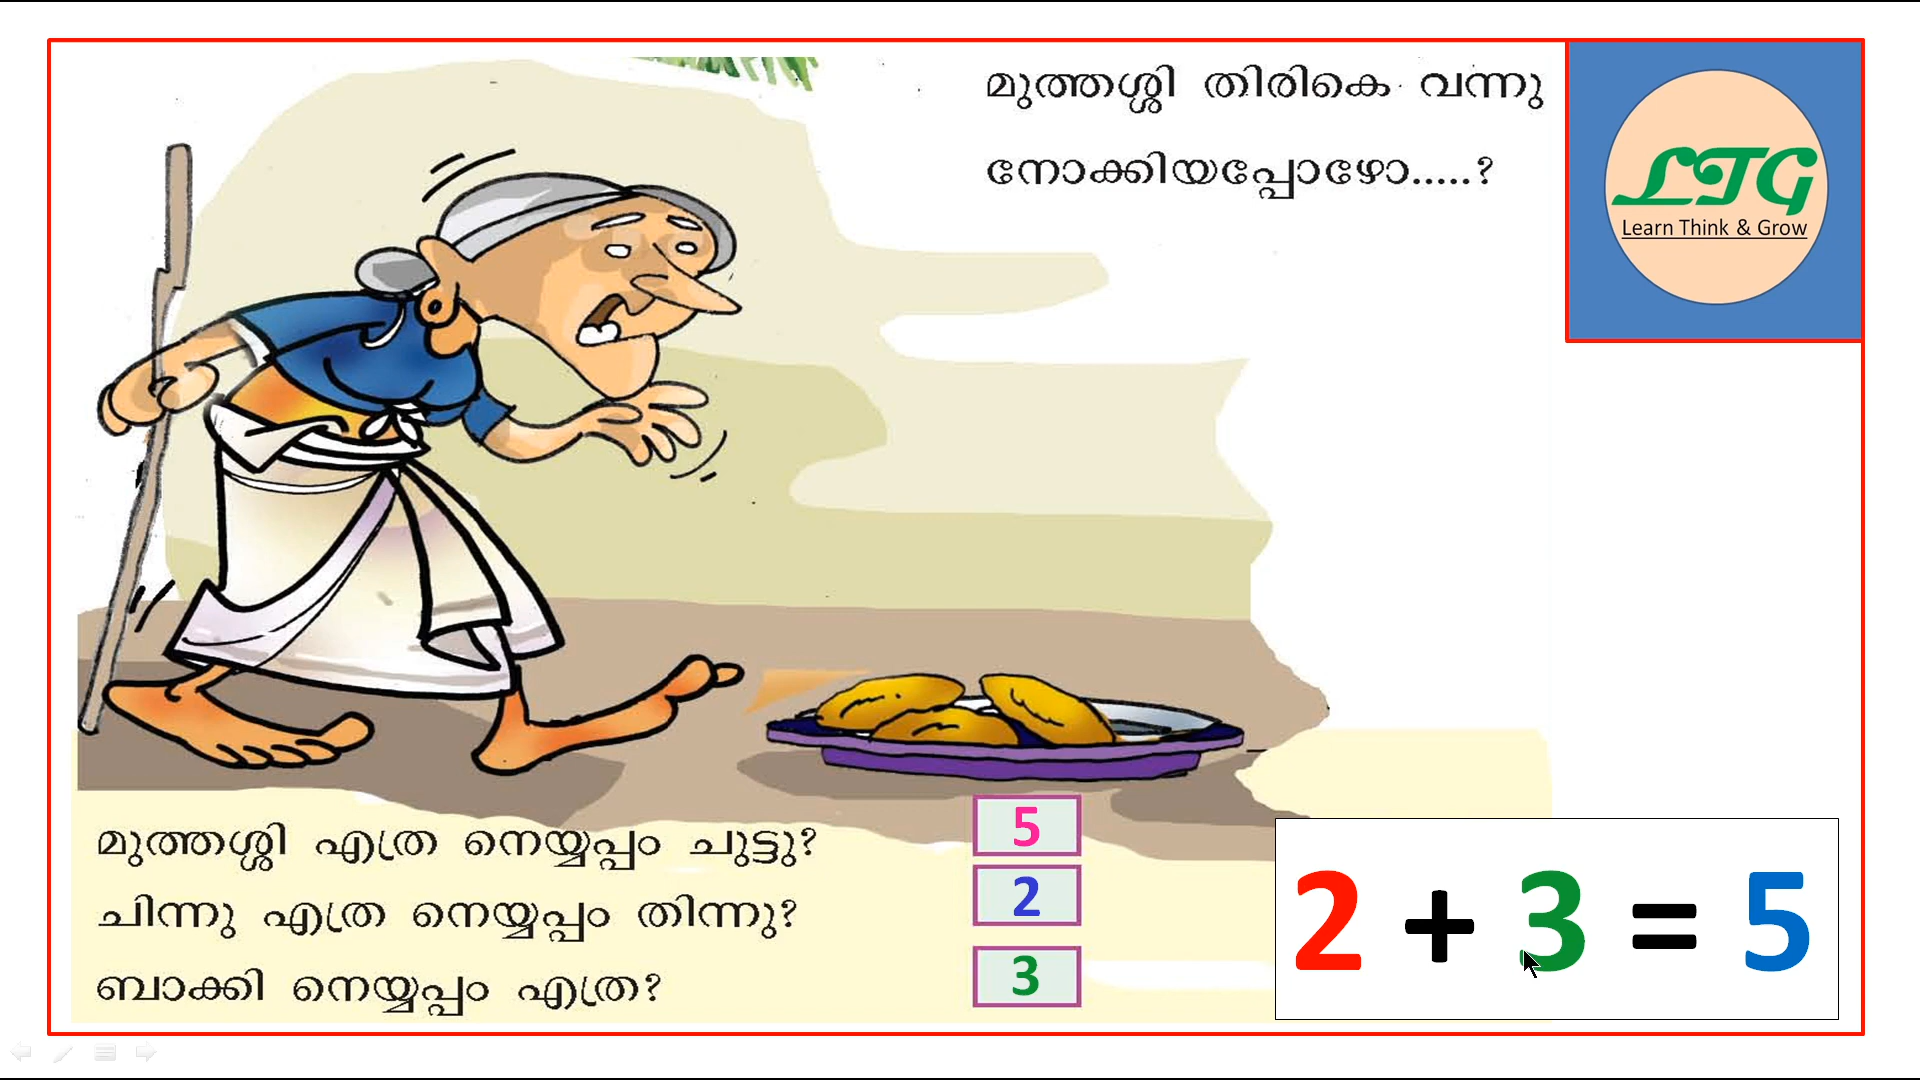 മുത്തശ്ശി തിരികെ വന്നു
നോക്കിയപ്പോഴോ.....?
LTG
Learn Think & Grow
മുത്തശ്ശി എത്ര നെയ്യപ്പം ചുട്ടു? 5
ചിന്നു എത്ര നെയ്യപ്പം തിന്നു? 2
ബാക്കി നെയ്യപ്പം എത്ര? 3
2 + 3 = 5